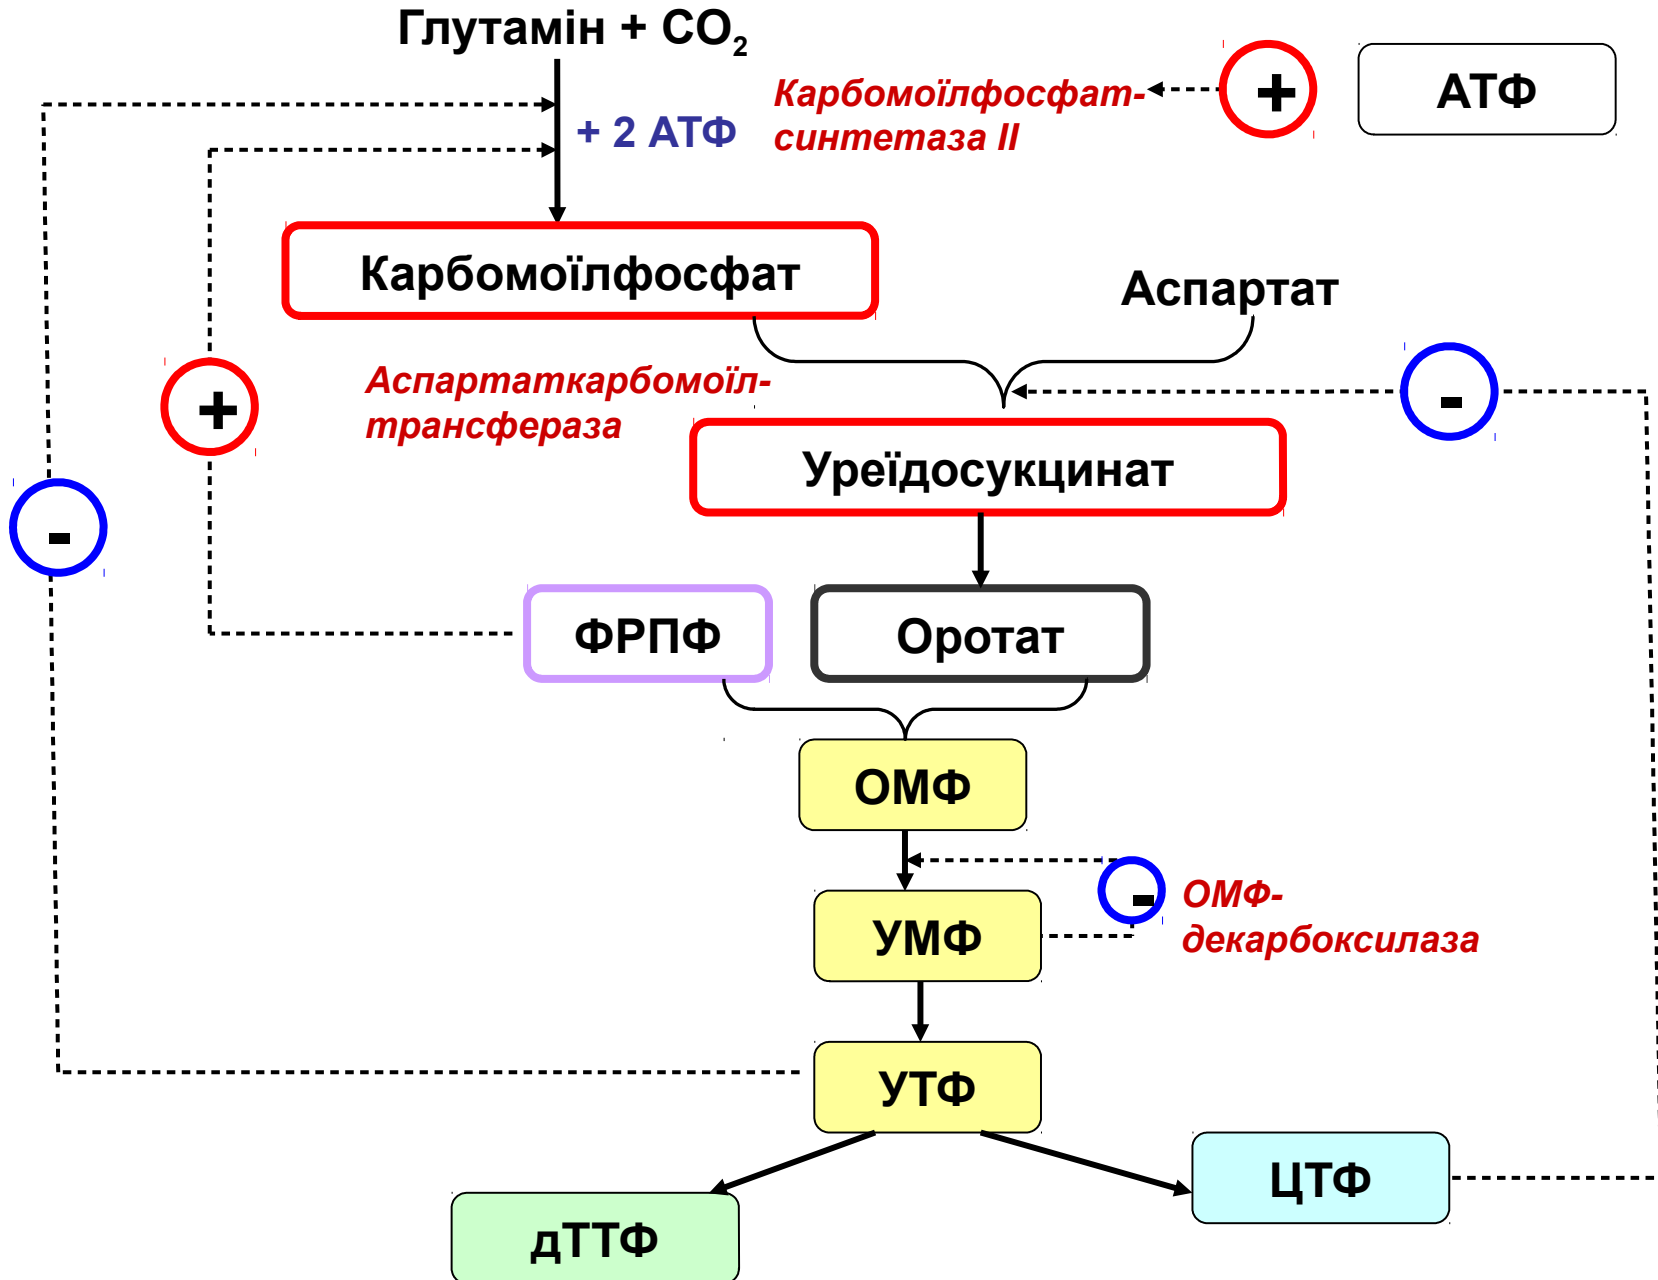 Глутамін + CO2
Карбомоїлфосфат-
синтетаза II
+
АТФ
+ 2 АТФ
Карбомоїлфосфат
Аспартат
Аспартаткарбомоїл-
трансфераза
+
-
Уреїдосукцинат
-
ФРПФ
Оротат
ОМФ
УМФ
-
ОМФ-
декарбоксилаза
УТФ
ЦТФ
дТТФ